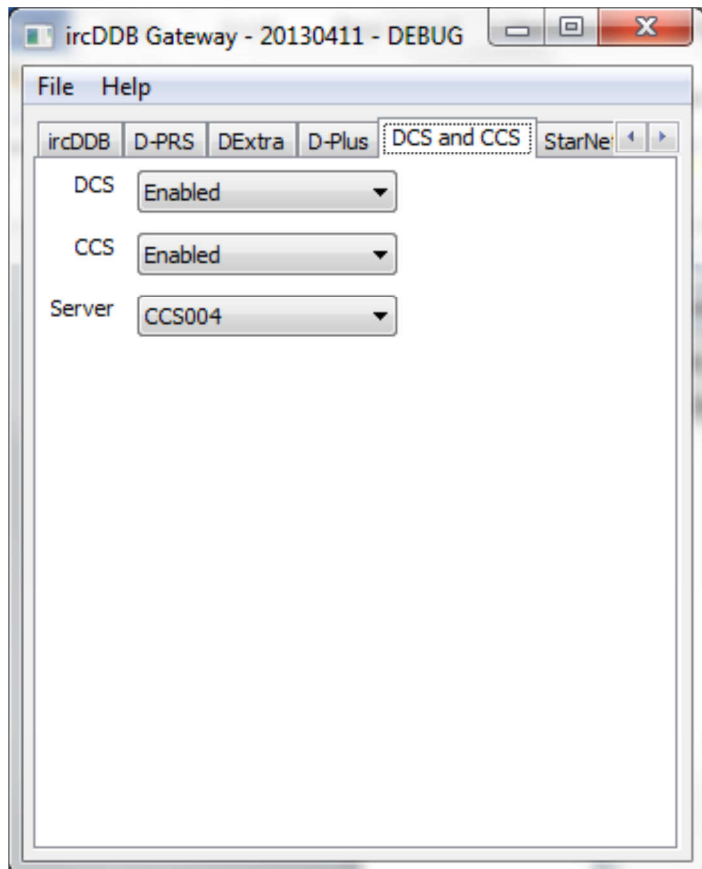 ircDDB Gateway - 20130411 - DEBUG
File Help
ircDDB D-PRS DExtra D-Plus DCS and CCS StarNe
DCS Enabled
CCS Enabled
Server CCS004